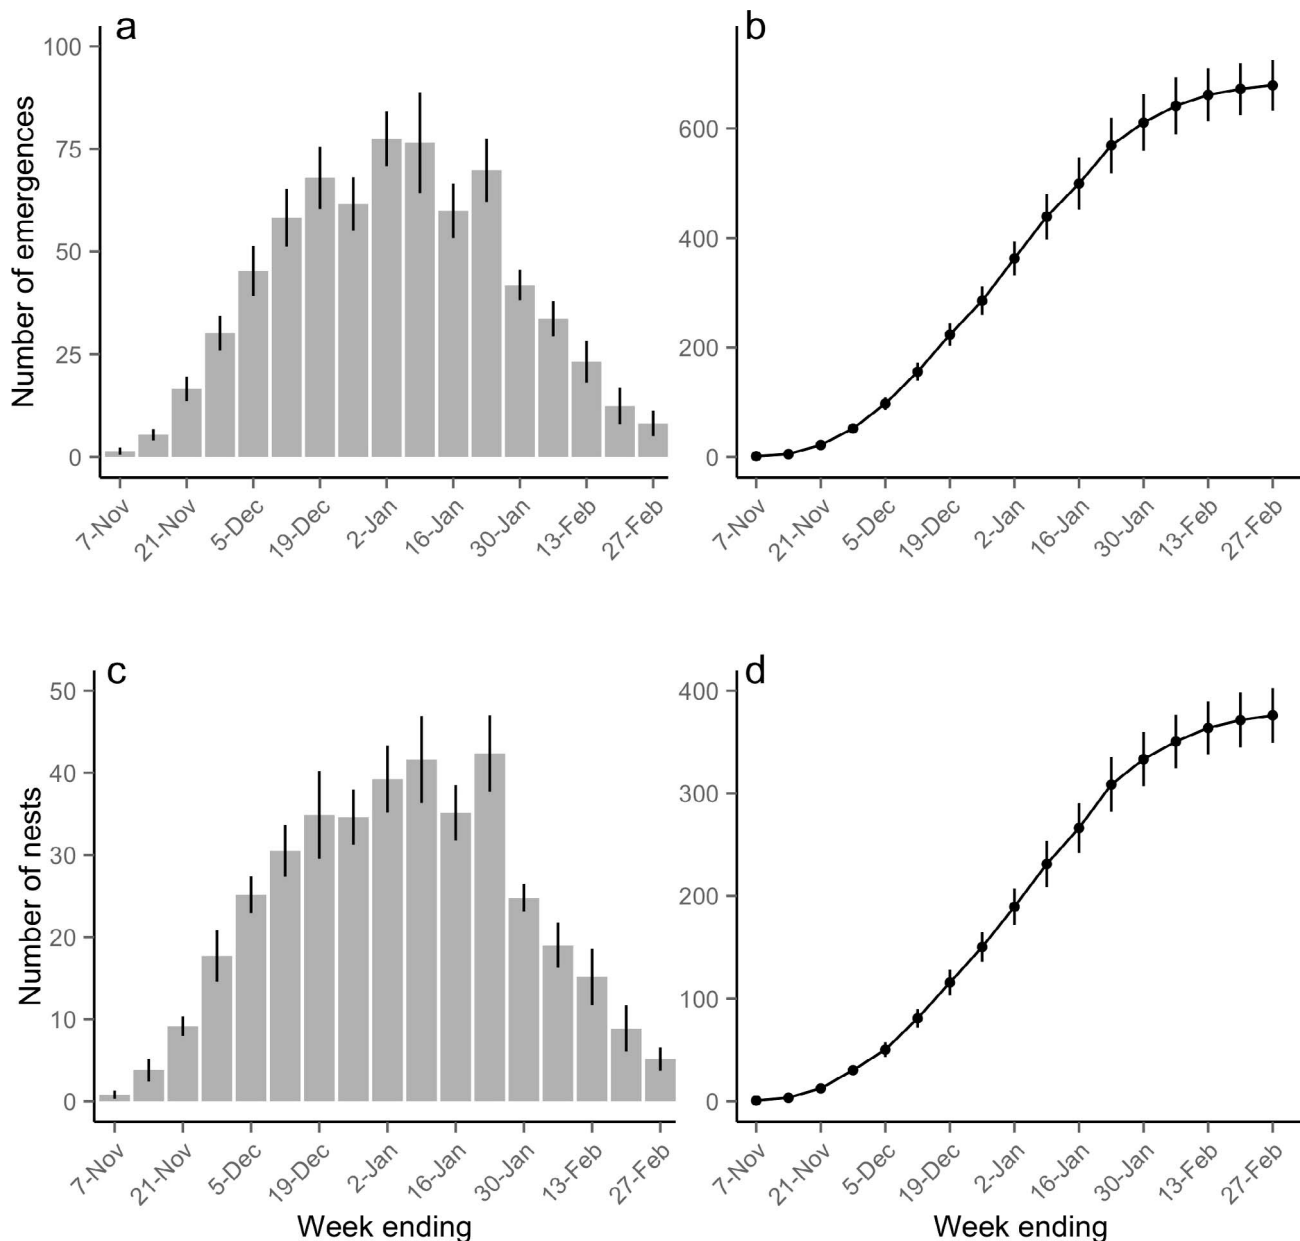 a
Number of emergences
100
75
50
25
0
7-Nov
21-Nov
5-Dec
19-Dec
2-Jan
16-Jan
30-Jan
13-Feb
27-Feb
b
600
400
200
0
7-Nov
21-Nov
5-Dec
19-Dec
2-Jan
16-Jan
30-Jan
13-Feb
27-Feb
c
Number of nests
50
40
30
20
10
0
7-Nov
21-Nov
5-Dec
19-Dec
2-Jan
16-Jan
30-Jan
13-Feb
27-Feb
Week ending
d
400
300
200
100
0
7-Nov
21-Nov
5-Dec
19-Dec
2-Jan
16-Jan
30-Jan
13-Feb
27-Feb
Week ending